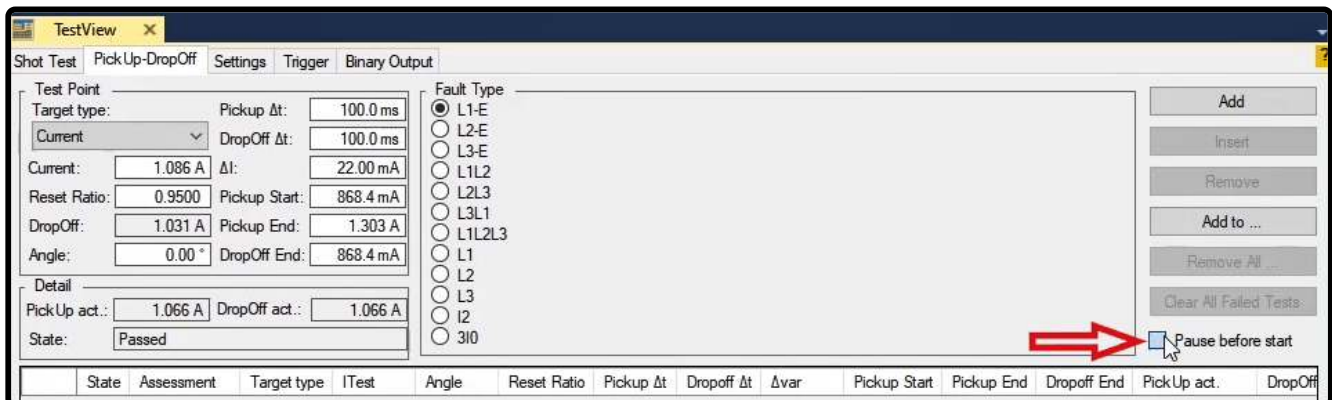 TestView ×
Shot Test PickUp-DropOff Settings Trigger Binary Output ?
Test Point
Target type: Pickup Δt: 100.0 ms
Current DropOff Δt: 100.0 ms
Current: 1.086 A ΔI: 22.00 mA
Reset Ratio: 0.9500 Pickup Start: 868.4 mA
DropOff: 1.031 A Pickup End: 1.303 A
Angle: 0.00 ° DropOff End: 868.4 mA
Detail
PickUp act.: 1.066 A DropOff act.: 1.066 A
State: Passed
Fault Type
L1-E
L2-E
L3-E
L1L2
L2L3
L3L1
L1L2L3
L1
L2
L3
I2
3I0
Add
Insert
Remove
Add to ...
Remove All ...
Clear All Failed Tests
Pause before start
State Assessment Target type ITest Angle Reset Ratio Pickup Δt Dropoff Δt Δvar Pickup Start Pickup End Dropoff End PickUp act. DropOff